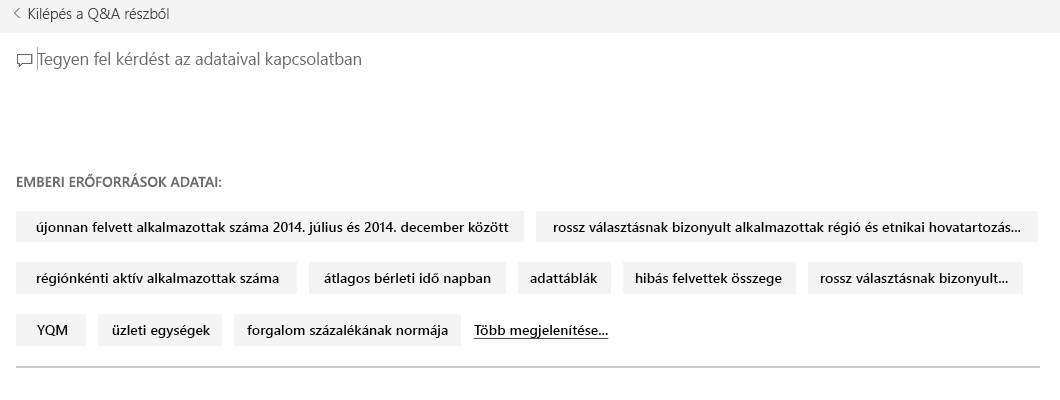 Kilépés a Q&A részből
Tegyen fel kérdést az adataival kapcsolatban
EMBERI ERŐFORRÁSOK ADATAI:
újonnan felvett alkalmazottak száma 2014. július és 2014. december között rossz választásnak bizonyult alkalmazottak régió és etnikai hovatartozás...
régiónkénti aktív alkalmazottak száma átlagos bérleti idő napban adattáblák hibás felvettek összege rossz választásnak bizonyult...
YQM üzleti egységek forgalom százalékának normája Több megjelenítése...